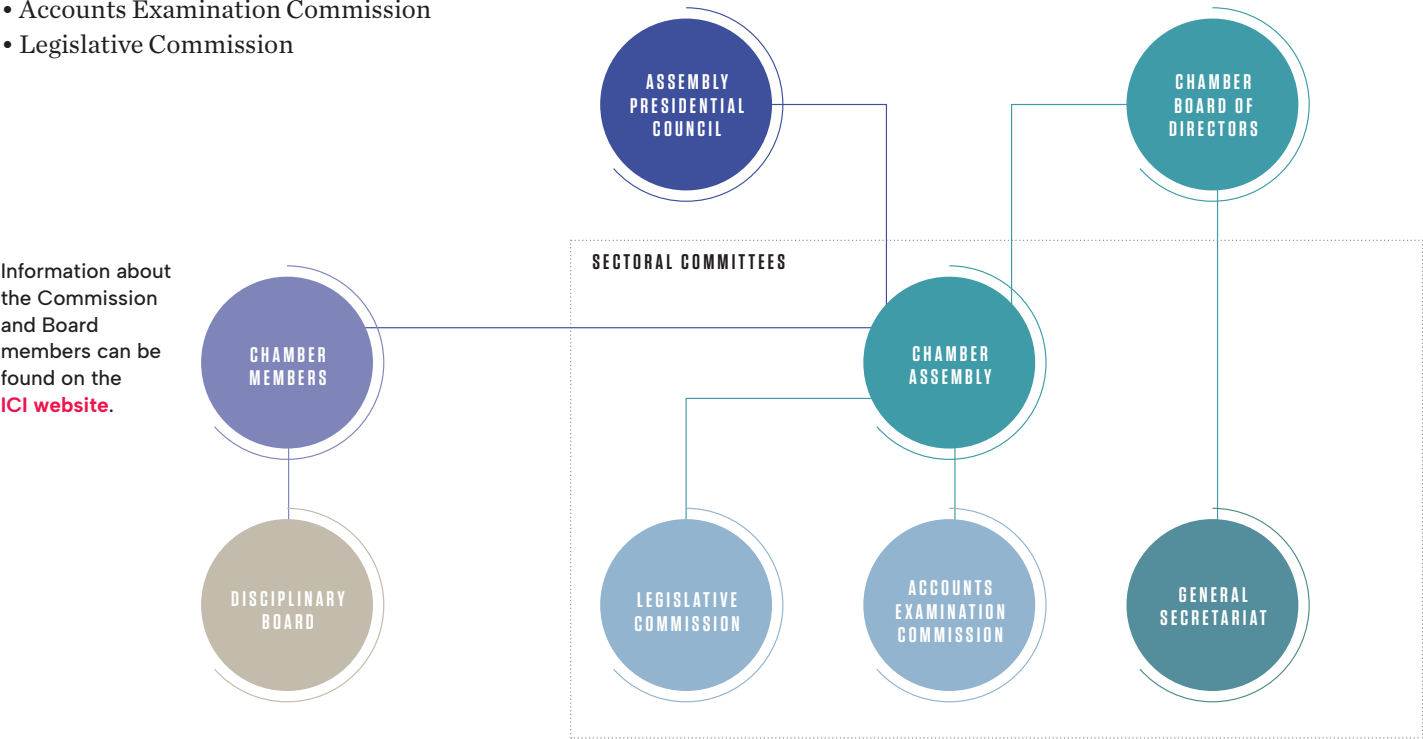 • Accounts Examination Commission
• Legislative Commission
ASSEMBLY
PRESIDENTIAL
COUNCIL
CHAMBER
BOARD OF
DIRECTORS
Information about
the Commission
and Board
members can be
found on the
ICI website.
SECTORAL COMMITTEES
CHAMBER
MEMBERS
CHAMBER
ASSEMBLY
DISCIPLINARY
BOARD
LEGISLATIVE
COMMISSION
ACCOUNTS
EXAMINATION
COMMISSION
GENERAL
SECRETARIAT